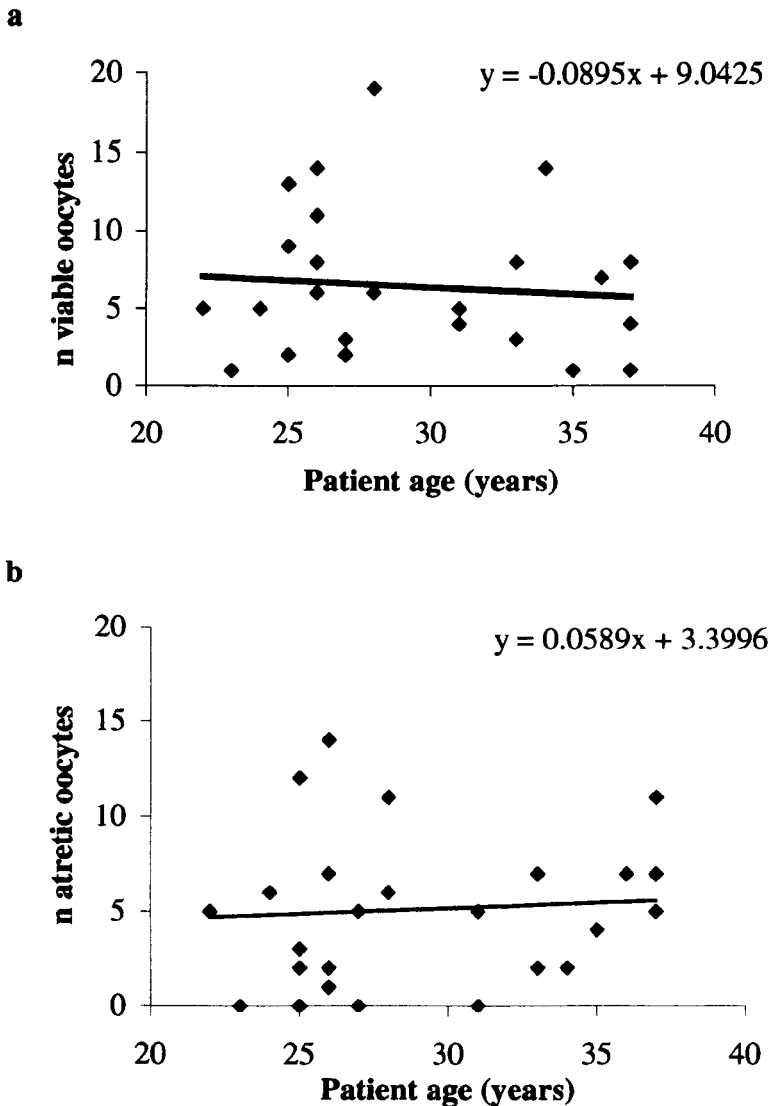 a
y = -0.0895x + 9.0425
20
15
10
5
0
n viable oocytes
20 25 30 35 40
Patient age (years)
b
y = 0.0589x + 3.3996
20
15
10
5
0
n atretic oocytes
20 25 30 35 40
Patient age (years)